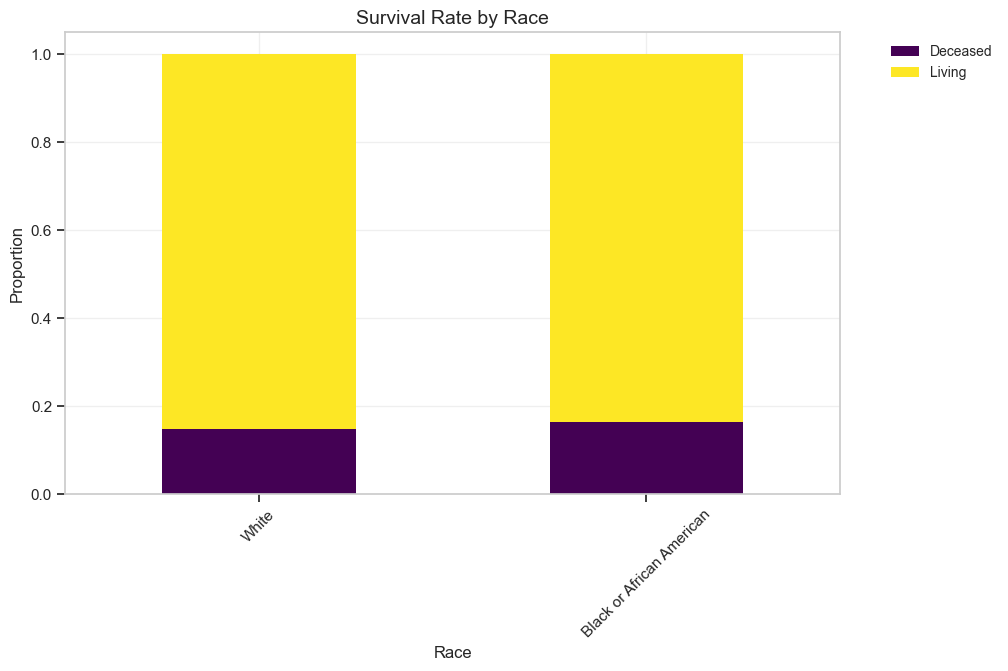 Survival Rate by Race
Deceased
Living
Proportion
1.0
0.8
0.6
0.4
0.2
0.0
White
Black or African American
Race